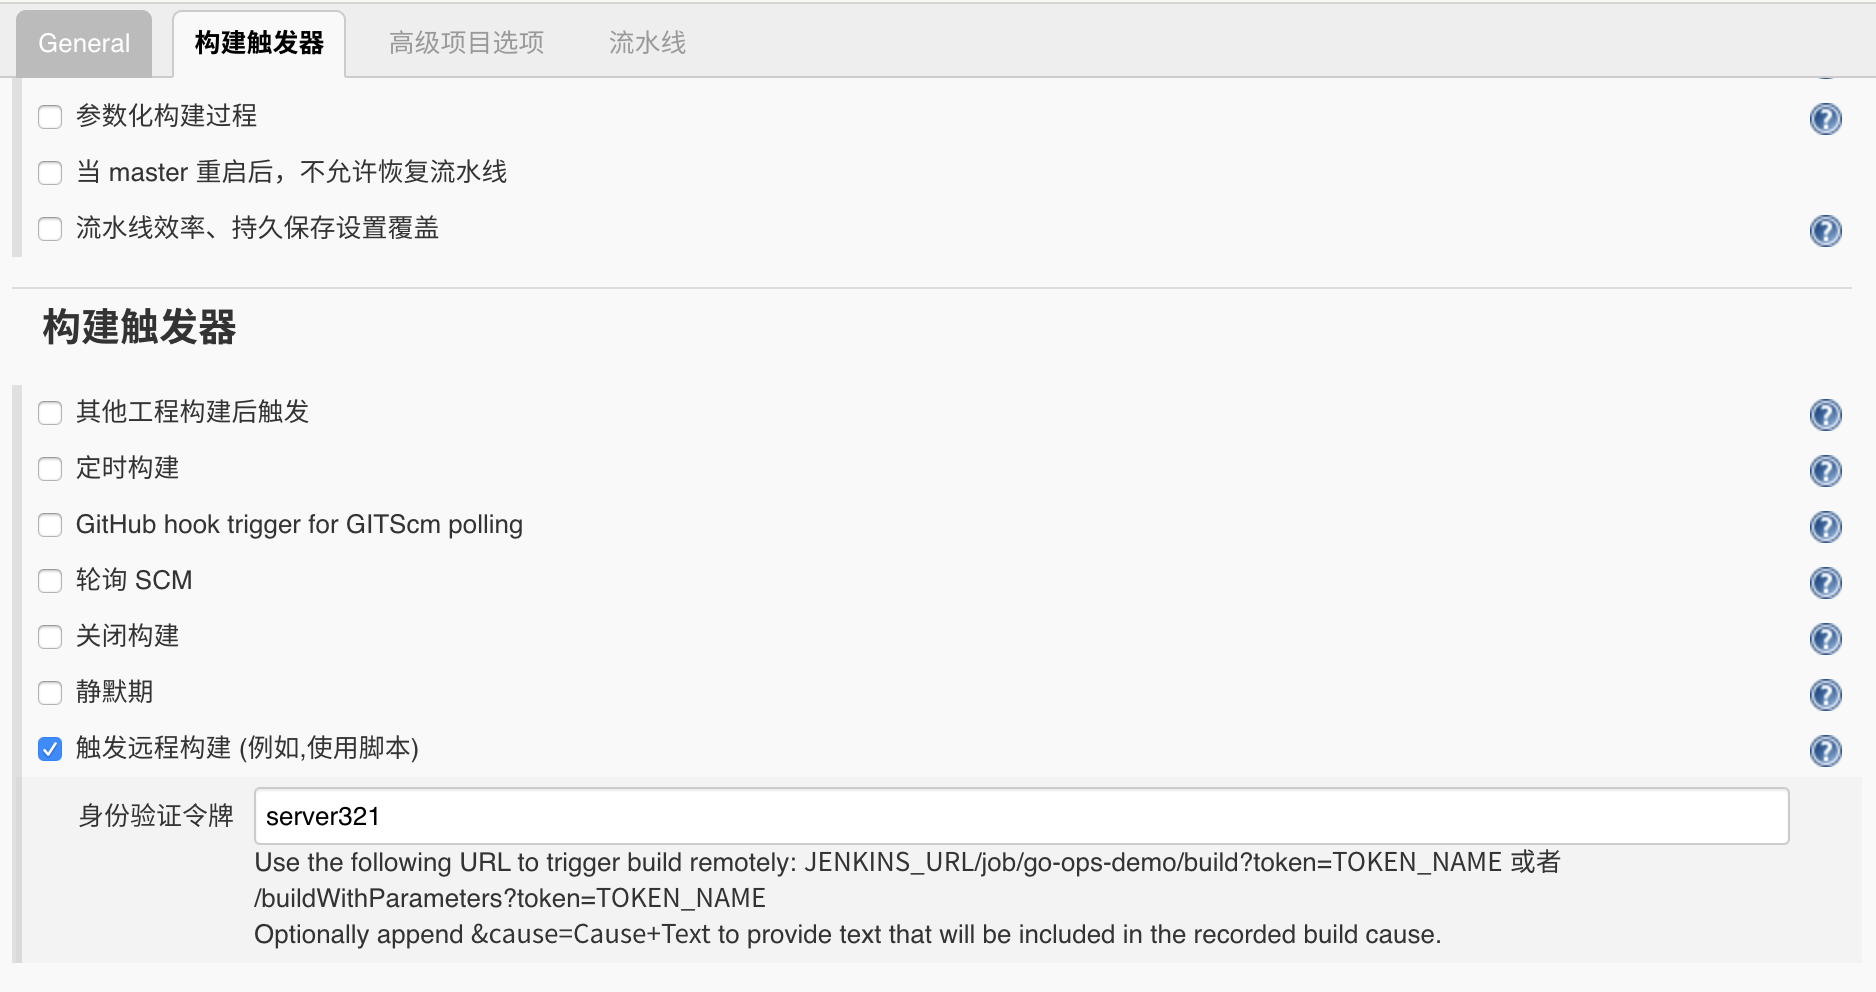 General 构建触发器 高级项目选项 流水线
参数化构建过程
当 master 重启后，不允许恢复流水线
流水线效率、持久保存设置覆盖
构建触发器
其他工程构建后触发
定时构建
GitHub hook trigger for GITScm polling
轮询 SCM
关闭构建
静默期
触发远程构建 (例如,使用脚本)
身份验证令牌 server321
Use the following URL to trigger build remotely: JENKINS_URL/job/go-ops-demo/build?token=TOKEN_NAME 或者
/buildWithParameters?token=TOKEN_NAME
Optionally append &cause=Cause+Text to provide text that will be included in the recorded build cause.